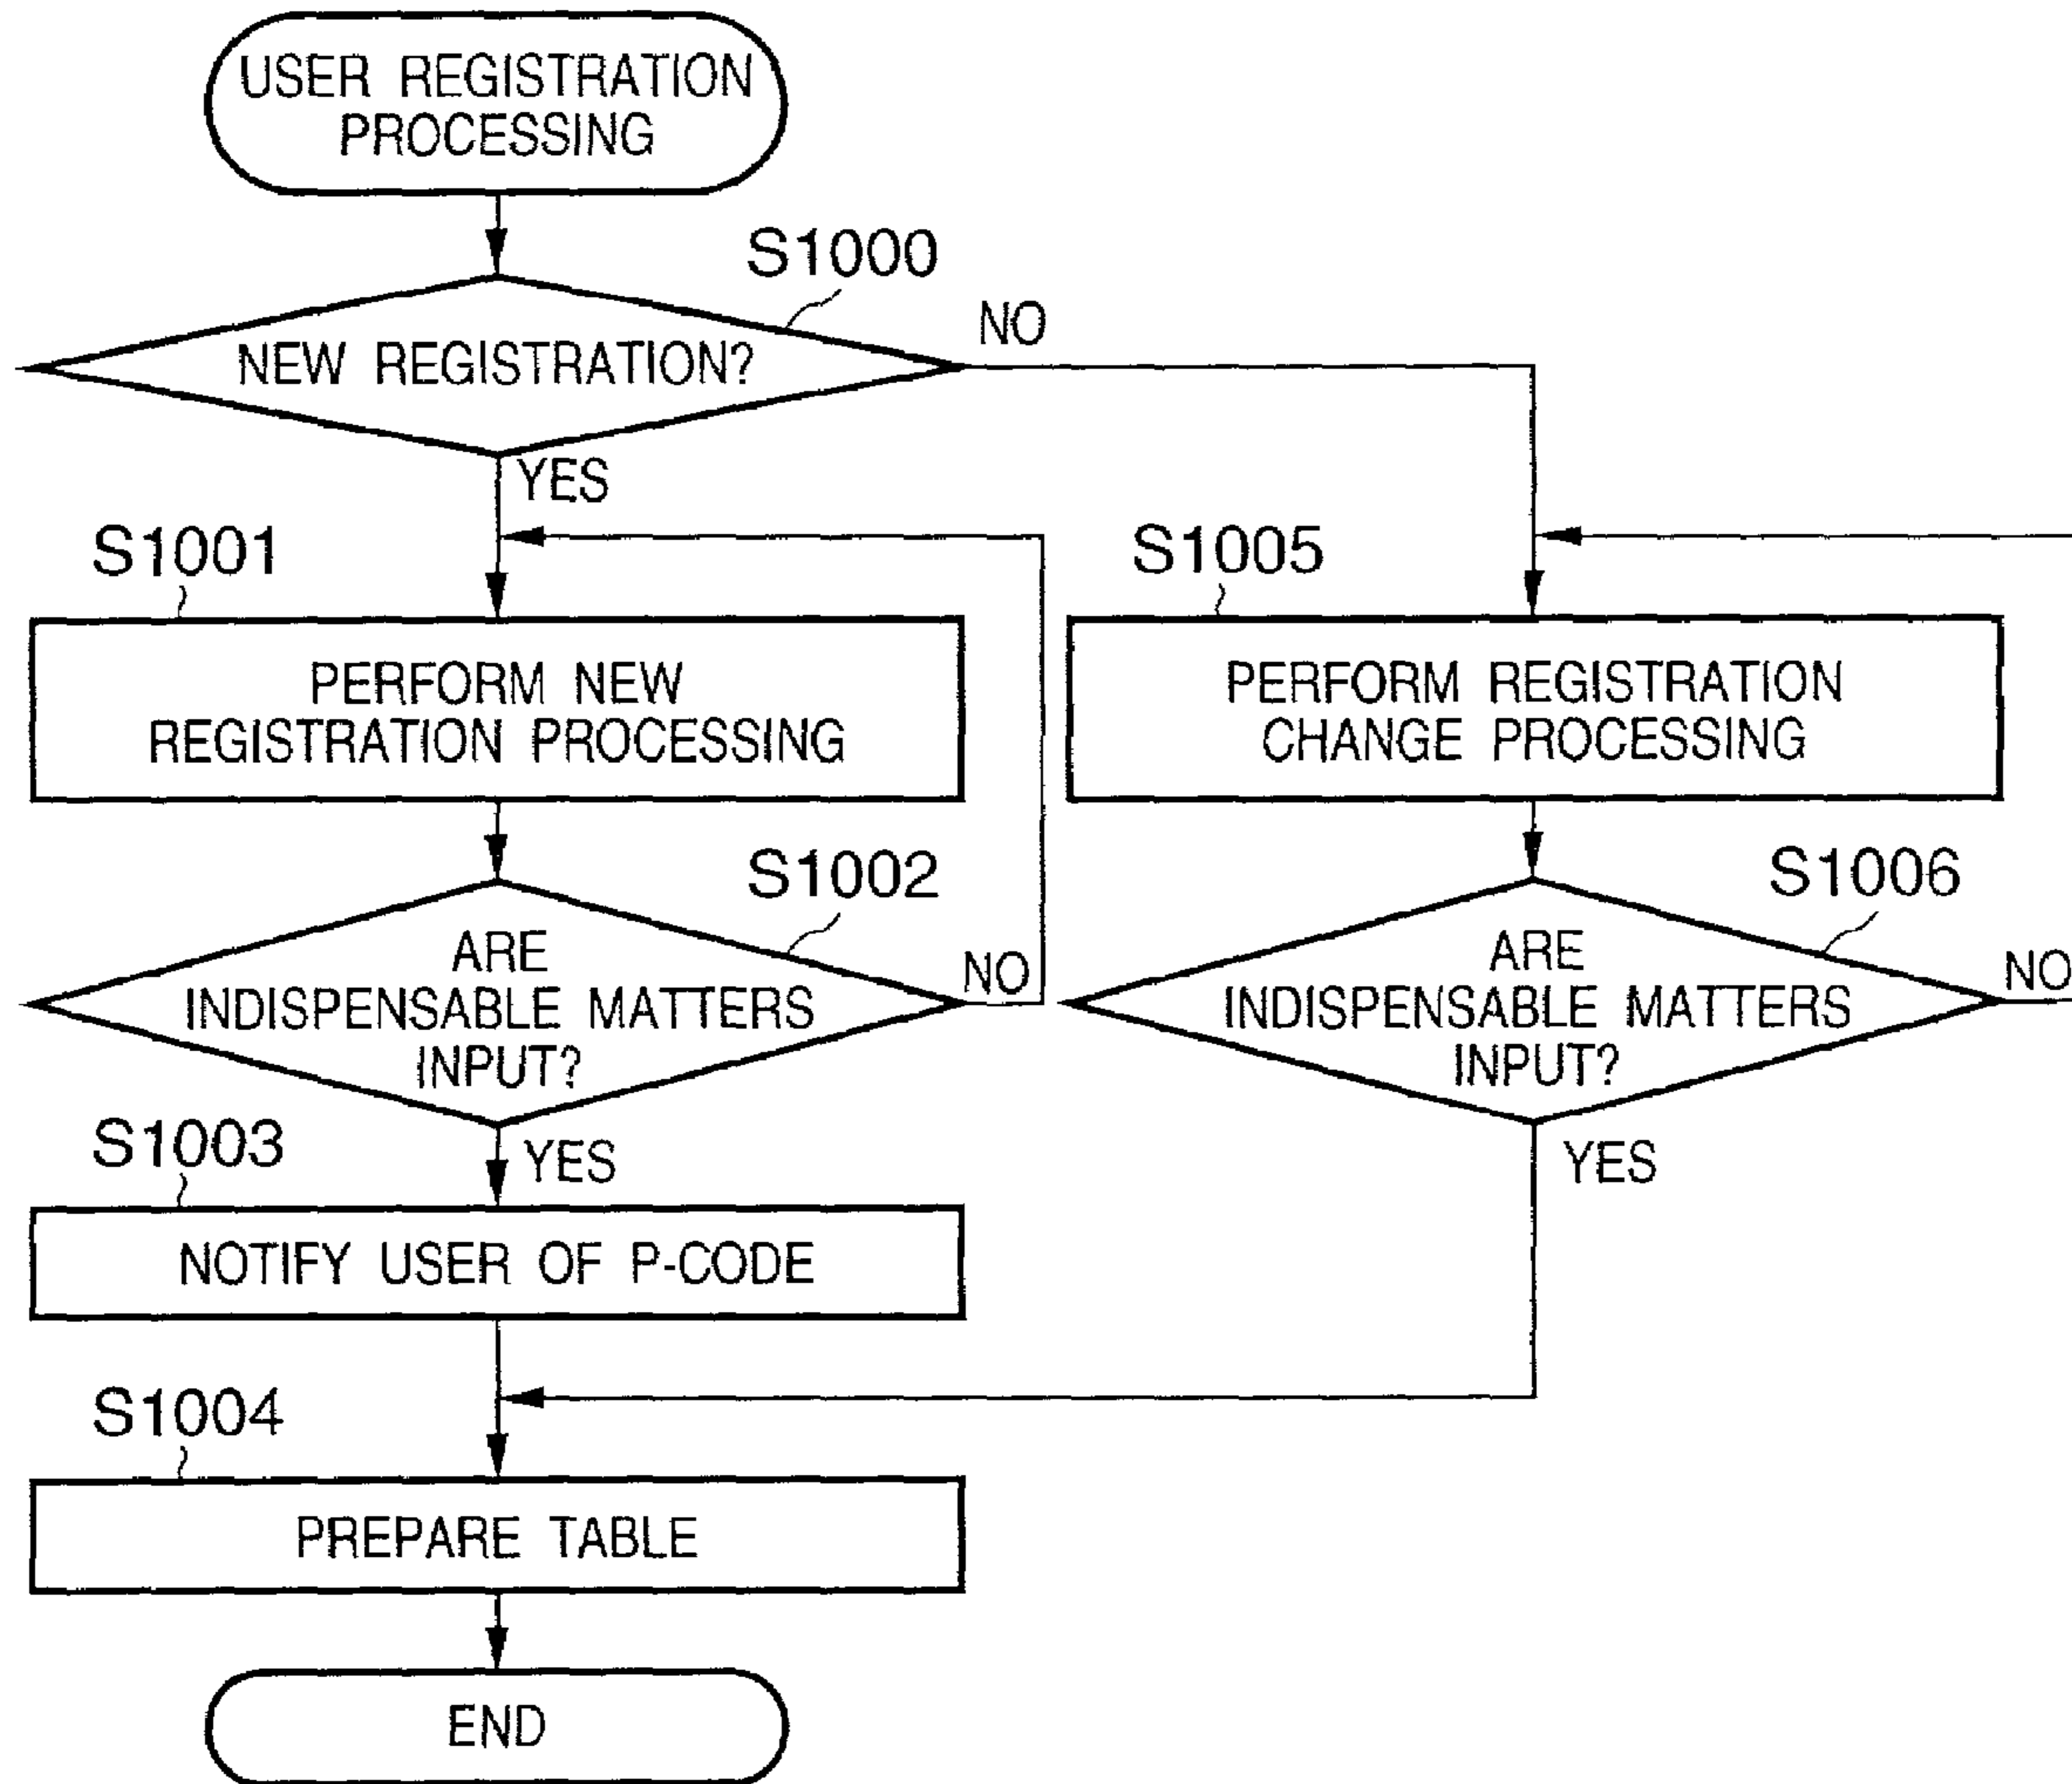 USER REGISTRATION
PROCESSING
S1000
NEW REGISTRATION?
NO
YES
S1001
PERFORM NEW
REGISTRATION PROCESSING
S1005
PERFORM REGISTRATION
CHANGE PROCESSING
S1002
ARE
INDISPENSABLE MATTERS
INPUT?
NO
YES
S1006
ARE
INDISPENSABLE MATTERS
INPUT?
NO
YES
S1003
NOTIFY USER OF P-CODE
S1004
PREPARE TABLE
END